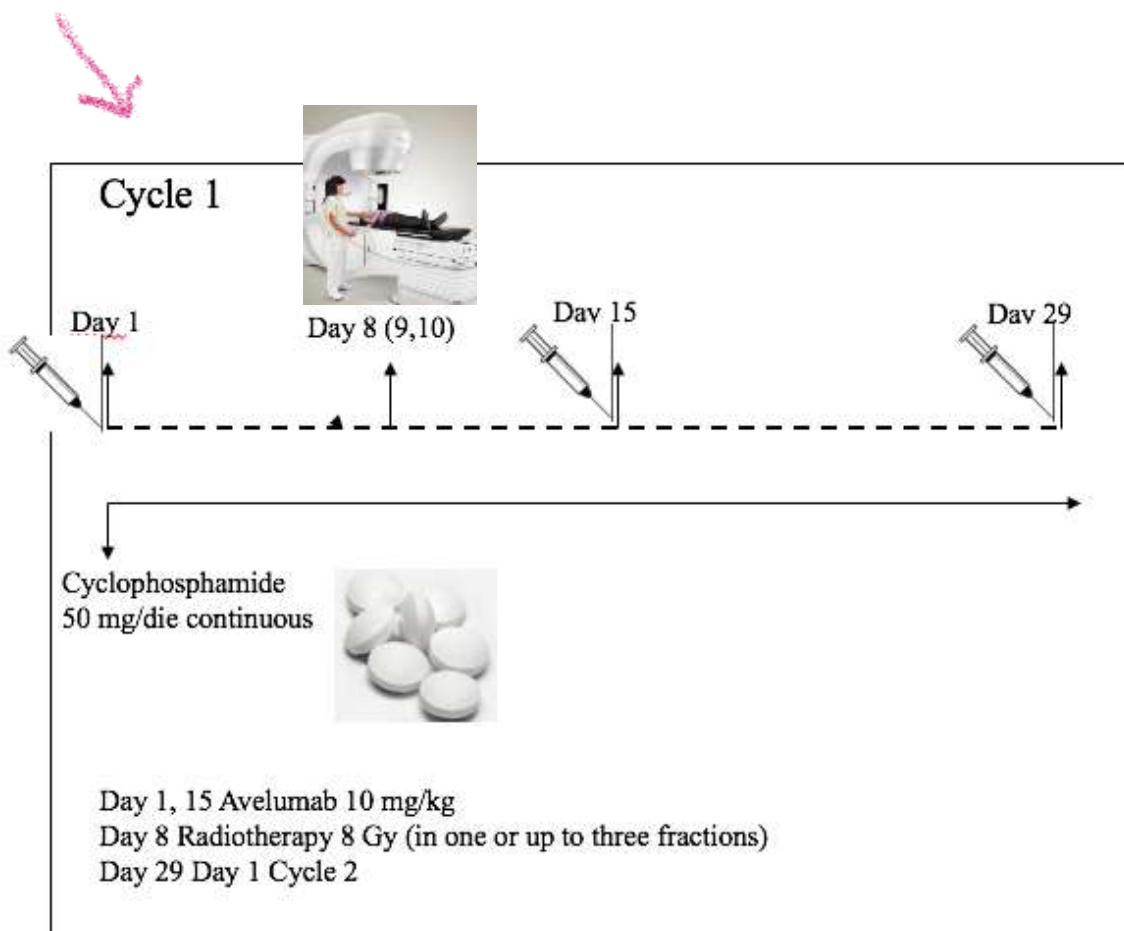 Cycle 1
Day 1
Day 8 (9,10)
Day 15
Day 29
Cyclophosphamide
50 mg/die continuous
Day 1, 15 Avelumab 10 mg/kg
Day 8 Radiotherapy 8 Gy (in one or up to three fractions)
Day 29 Day 1 Cycle 2